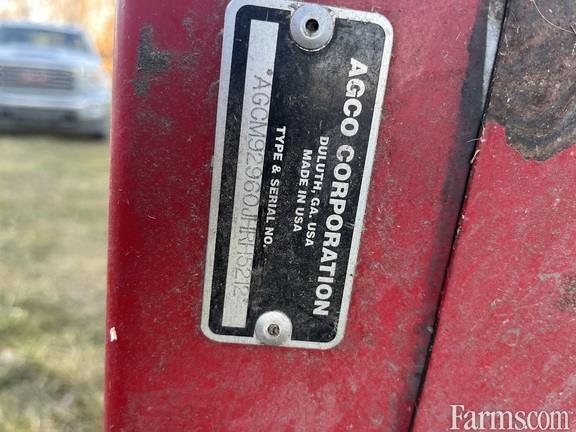 AGCO CORPORATION
DULUTH, GA. USA
MADE IN USA
TYPE & SERIAL NO.
Farms.com